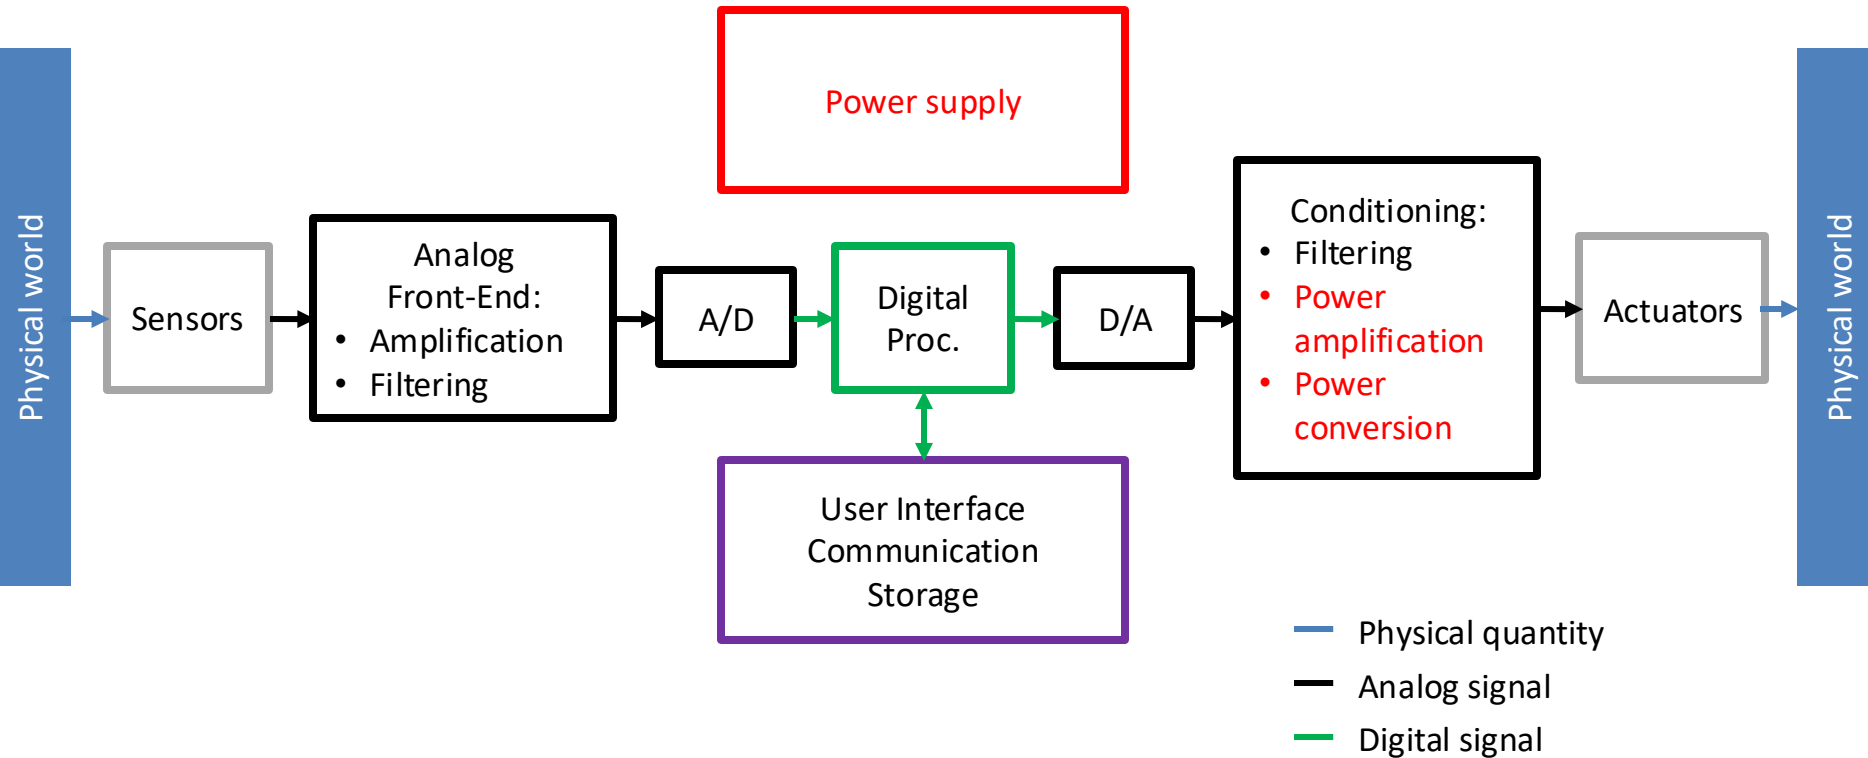 Power supply
Physical world
Sensors
Analog
Front-End:
• Amplification
• Filtering
A/D
Digital
Proc.
D/A
Conditioning:
• Filtering
• Power
amplification
• Power
conversion
Actuators
Physical world
User Interface
Communication
Storage
Physical quantity
Analog signal
Digital signal